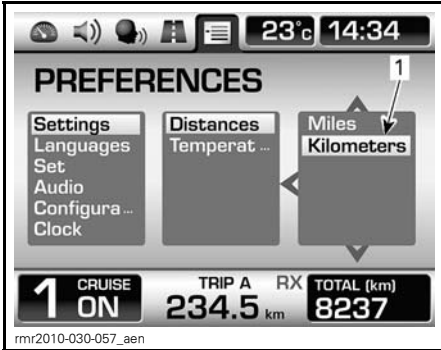 23°c 14:34
PREFERENCES
1
Settings
Languages
Set
Audio
Configura...
Clock
Distances
Temperat...
Miles
Kilometers
1 CRUISE ON
TRIP A
234.5 km
RX
TOTAL (km)
8237
rmr2010-030-057_aen